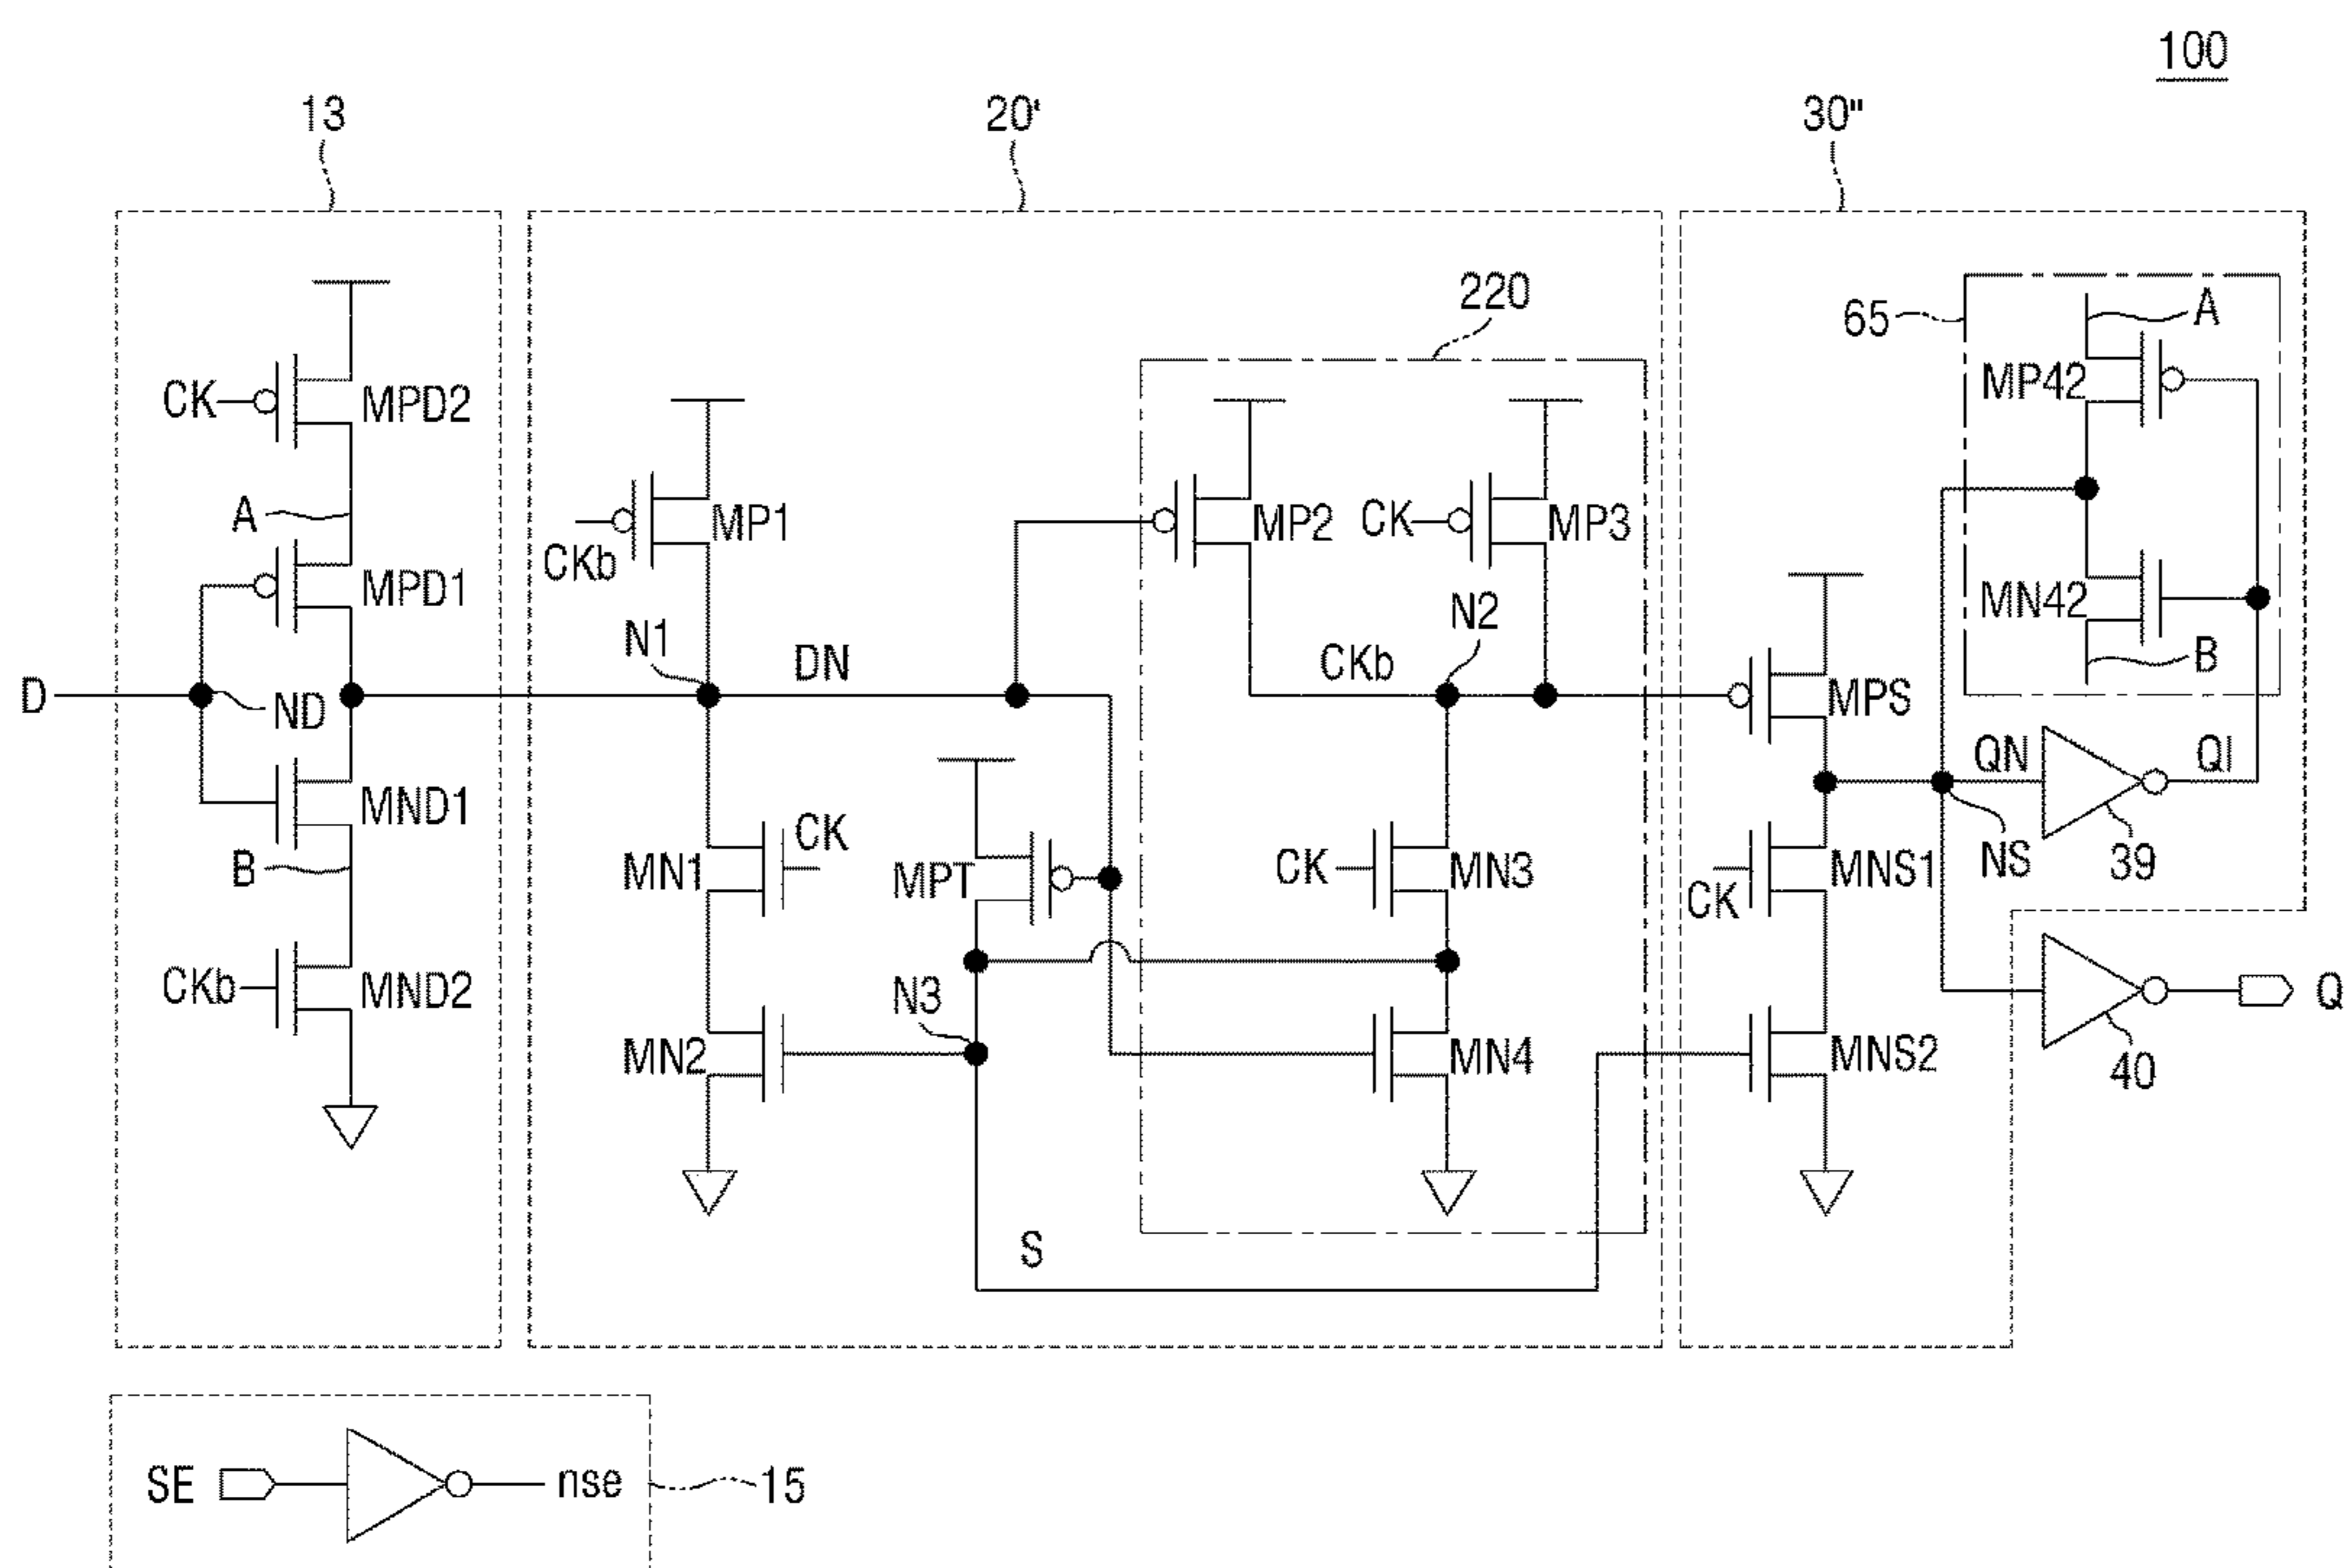 100
13
20'
30"
220
65
A
MP42
CK
MPD2
A
MPD1
CKb
MP1
MP2
CK
MP3
MN42
B
N1
DN
CKb
N2
D
ND
MPS
QN
QI
MND1
B
MN1
CK
MPT
CK
MN3
CK
MNS1
NS
39
CKb
MND2
N3
MN2
MN4
MNS2
Q
40
S
SE
nse
15